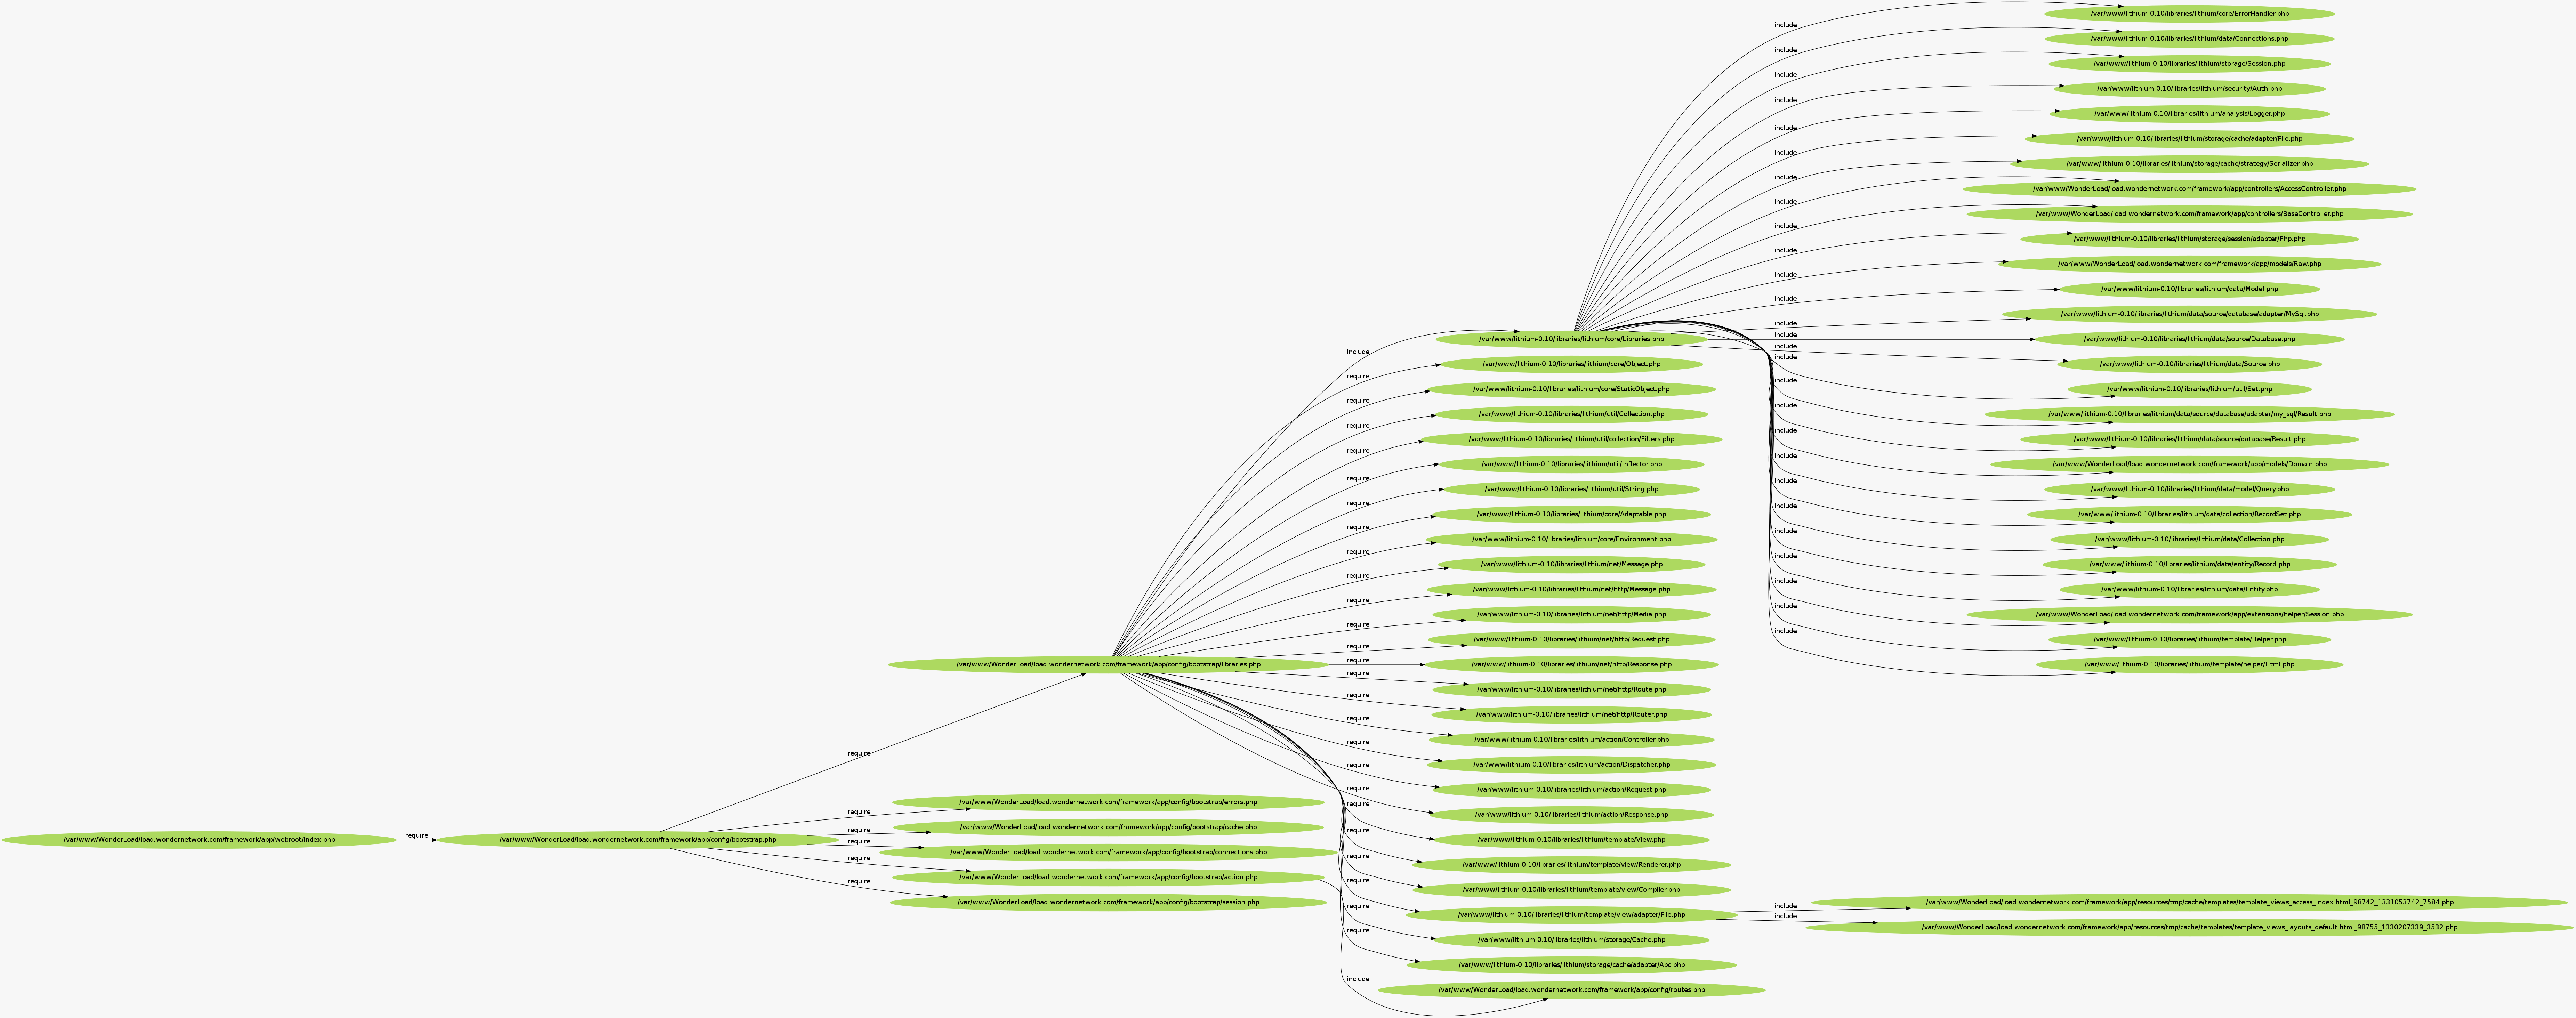 /var/www/WonderLoad/load.wondernetwork.com/framework/app/webroot/index.php
require
/var/www/WonderLoad/load.wondernetwork.com/framework/app/config/bootstrap.php
require
/var/www/WonderLoad/load.wondernetwork.com/framework/app/config/bootstrap/libraries.php
require
/var/www/WonderLoad/load.wondernetwork.com/framework/app/config/bootstrap/errors.php
require
/var/www/WonderLoad/load.wondernetwork.com/framework/app/config/bootstrap/cache.php
require
/var/www/WonderLoad/load.wondernetwork.com/framework/app/config/bootstrap/connections.php
require
/var/www/WonderLoad/load.wondernetwork.com/framework/app/config/bootstrap/action.php
require
/var/www/WonderLoad/load.wondernetwork.com/framework/app/config/bootstrap/session.php
include
/var/www/lithium-0.10/libraries/lithium/core/Libraries.php
require
/var/www/lithium-0.10/libraries/lithium/core/Object.php
require
/var/www/lithium-0.10/libraries/lithium/core/StaticObject.php
require
/var/www/lithium-0.10/libraries/lithium/util/Collection.php
require
/var/www/lithium-0.10/libraries/lithium/util/collection/Filters.php
require
/var/www/lithium-0.10/libraries/lithium/util/Inflector.php
require
/var/www/lithium-0.10/libraries/lithium/util/String.php
require
/var/www/lithium-0.10/libraries/lithium/core/Adaptable.php
require
/var/www/lithium-0.10/libraries/lithium/core/Environment.php
require
/var/www/lithium-0.10/libraries/lithium/net/Message.php
require
/var/www/lithium-0.10/libraries/lithium/net/http/Message.php
require
/var/www/lithium-0.10/libraries/lithium/net/http/Media.php
require
/var/www/lithium-0.10/libraries/lithium/net/http/Request.php
require
/var/www/lithium-0.10/libraries/lithium/net/http/Response.php
require
/var/www/lithium-0.10/libraries/lithium/net/http/Route.php
require
/var/www/lithium-0.10/libraries/lithium/net/http/Router.php
require
/var/www/lithium-0.10/libraries/lithium/action/Controller.php
require
/var/www/lithium-0.10/libraries/lithium/action/Dispatcher.php
require
/var/www/lithium-0.10/libraries/lithium/action/Request.php
require
/var/www/lithium-0.10/libraries/lithium/action/Response.php
require
/var/www/lithium-0.10/libraries/lithium/template/View.php
require
/var/www/lithium-0.10/libraries/lithium/template/view/Renderer.php
require
/var/www/lithium-0.10/libraries/lithium/template/view/Compiler.php
require
/var/www/lithium-0.10/libraries/lithium/template/view/adapter/File.php
require
/var/www/lithium-0.10/libraries/lithium/storage/Cache.php
require
/var/www/lithium-0.10/libraries/lithium/storage/cache/adapter/Apc.php
include
/var/www/WonderLoad/load.wondernetwork.com/framework/app/config/routes.php
include
/var/www/lithium-0.10/libraries/lithium/core/ErrorHandler.php
include
/var/www/lithium-0.10/libraries/lithium/data/Connections.php
include
/var/www/lithium-0.10/libraries/lithium/storage/Session.php
include
/var/www/lithium-0.10/libraries/lithium/security/Auth.php
include
/var/www/lithium-0.10/libraries/lithium/analysis/Logger.php
include
/var/www/lithium-0.10/libraries/lithium/storage/cache/adapter/File.php
include
/var/www/lithium-0.10/libraries/lithium/storage/cache/strategy/Serializer.php
include
/var/www/WonderLoad/load.wondernetwork.com/framework/app/controllers/AccessController.php
include
/var/www/WonderLoad/load.wondernetwork.com/framework/app/controllers/BaseController.php
include
/var/www/lithium-0.10/libraries/lithium/storage/session/adapter/Php.php
include
/var/www/WonderLoad/load.wondernetwork.com/framework/app/models/Raw.php
include
/var/www/lithium-0.10/libraries/lithium/data/Model.php
include
/var/www/lithium-0.10/libraries/lithium/data/source/database/adapter/MySql.php
include
/var/www/lithium-0.10/libraries/lithium/data/source/Database.php
include
/var/www/lithium-0.10/libraries/lithium/data/Source.php
include
/var/www/lithium-0.10/libraries/lithium/util/Set.php
include
/var/www/lithium-0.10/libraries/lithium/data/source/database/adapter/my_sql/Result.php
include
/var/www/lithium-0.10/libraries/lithium/data/source/database/Result.php
include
/var/www/WonderLoad/load.wondernetwork.com/framework/app/models/Domain.php
include
/var/www/lithium-0.10/libraries/lithium/data/model/Query.php
include
/var/www/lithium-0.10/libraries/lithium/data/collection/RecordSet.php
include
/var/www/lithium-0.10/libraries/lithium/data/Collection.php
include
/var/www/lithium-0.10/libraries/lithium/data/entity/Record.php
include
/var/www/lithium-0.10/libraries/lithium/data/Entity.php
include
/var/www/WonderLoad/load.wondernetwork.com/framework/app/extensions/helper/Session.php
include
/var/www/lithium-0.10/libraries/lithium/template/Helper.php
include
/var/www/lithium-0.10/libraries/lithium/template/helper/Html.php
include
/var/www/WonderLoad/load.wondernetwork.com/framework/app/resources/tmp/cache/templates/template_views_access_index.html_98742_1331053742_7584.php
include
/var/www/WonderLoad/load.wondernetwork.com/framework/app/resources/tmp/cache/templates/template_views_layouts_default.html_98755_1330207339_3532.php